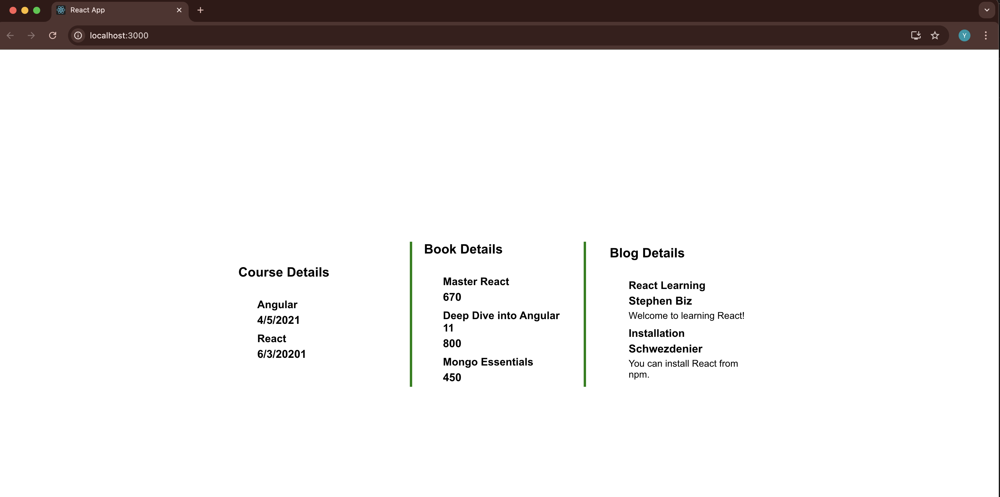 React App
localhost:3000
Y
Course Details
Angular
4/5/2021
React
6/3/20201
Book Details
Master React
670
Deep Dive into Angular
11
800
Mongo Essentials
450
Blog Details
React Learning
Stephen Biz
Welcome to learning React!
Installation
Schwezdenier
You can install React from
npm.